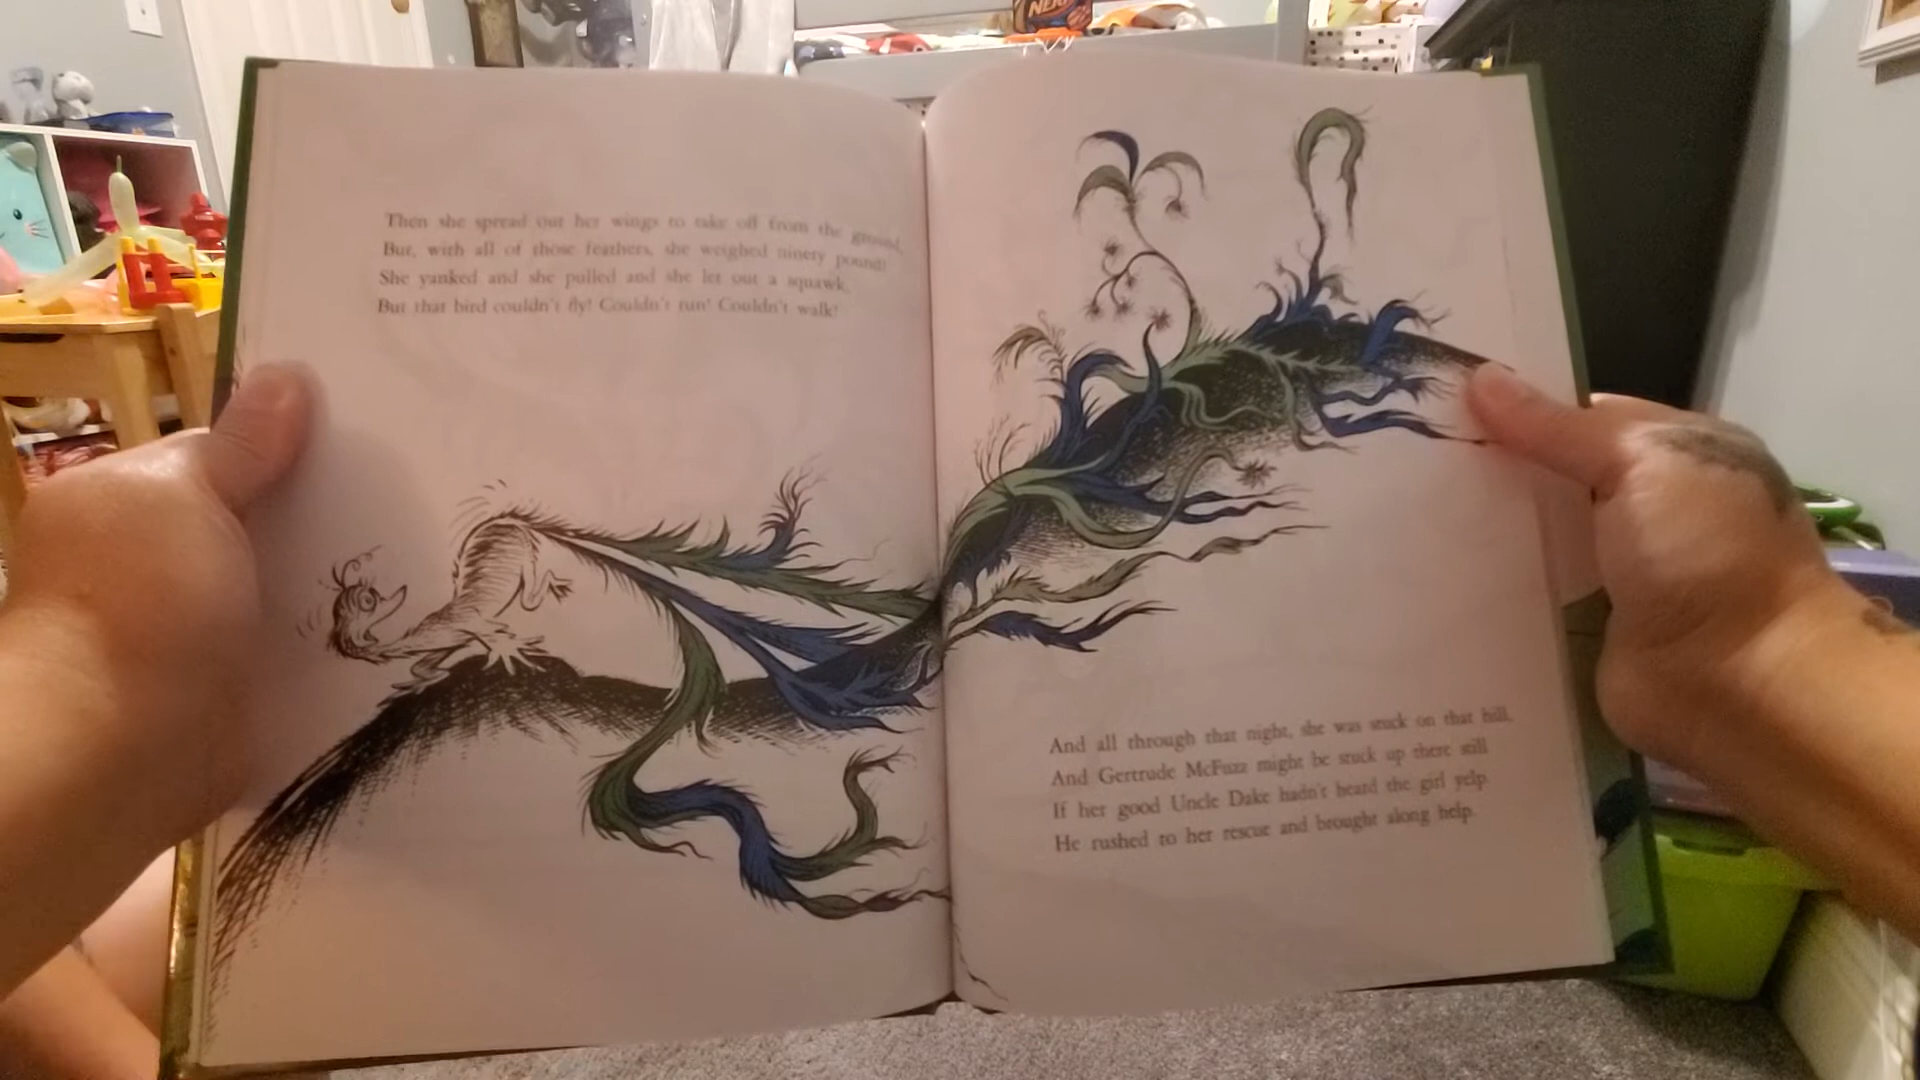 NERF
Then she spread out her wings to take off from the ground,
But, with all of those feathers, she weighed ninety pound!
She yanked and she pulled and she let out a squawk,
But that bird couldn't fly! Couldn't run! Couldn't walk!
And all through that night, she was stuck on that hill,
And Gertrude McFuzz might be stuck up there still
If her good Uncle Dake hadn't heard the girl yelp.
He rushed to her rescue and brought along help.